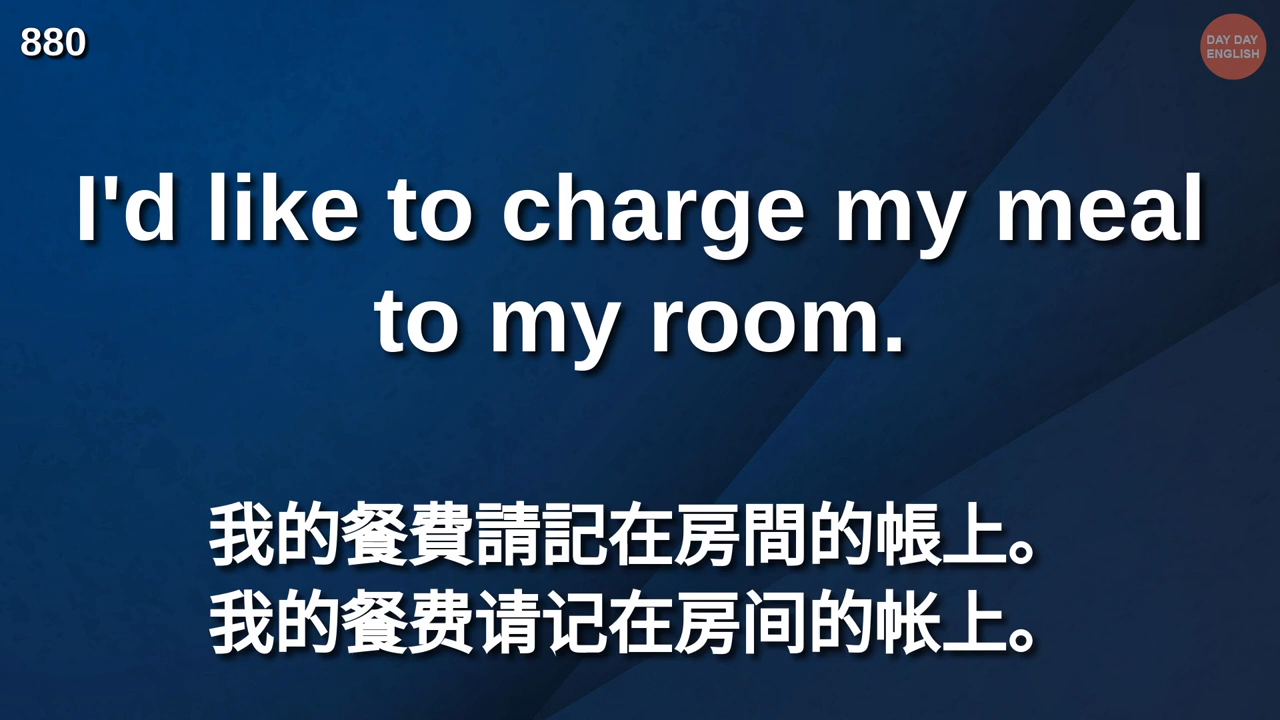 880
DAY DAY
ENGLISH
I'd like to charge my meal
to my room.
我的餐費請記在房間的帳上。
我的餐费请记在房间的帐上。